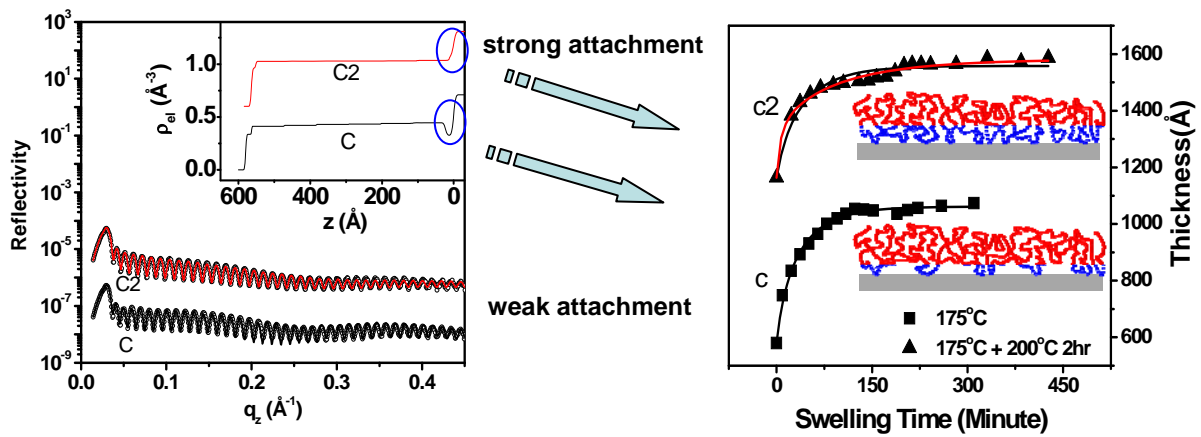 10³
10¹
10⁻¹
10⁻³
10⁻⁵
10⁻⁷
10⁻⁹
Reflectivity
0.0
0.1
0.2
0.3
0.4
q_z (Å⁻¹)
C2
C
1.0
0.5
0.0
ρ_el (Å⁻³)
C2
C
600
400
200
0
z (Å)
strong attachment
weak attachment
c2
c
175°C
175°C + 200°C 2hr
1600
1400
1200
1000
800
600
Thickness(Å)
0
150
300
450
Swelling Time (Minute)